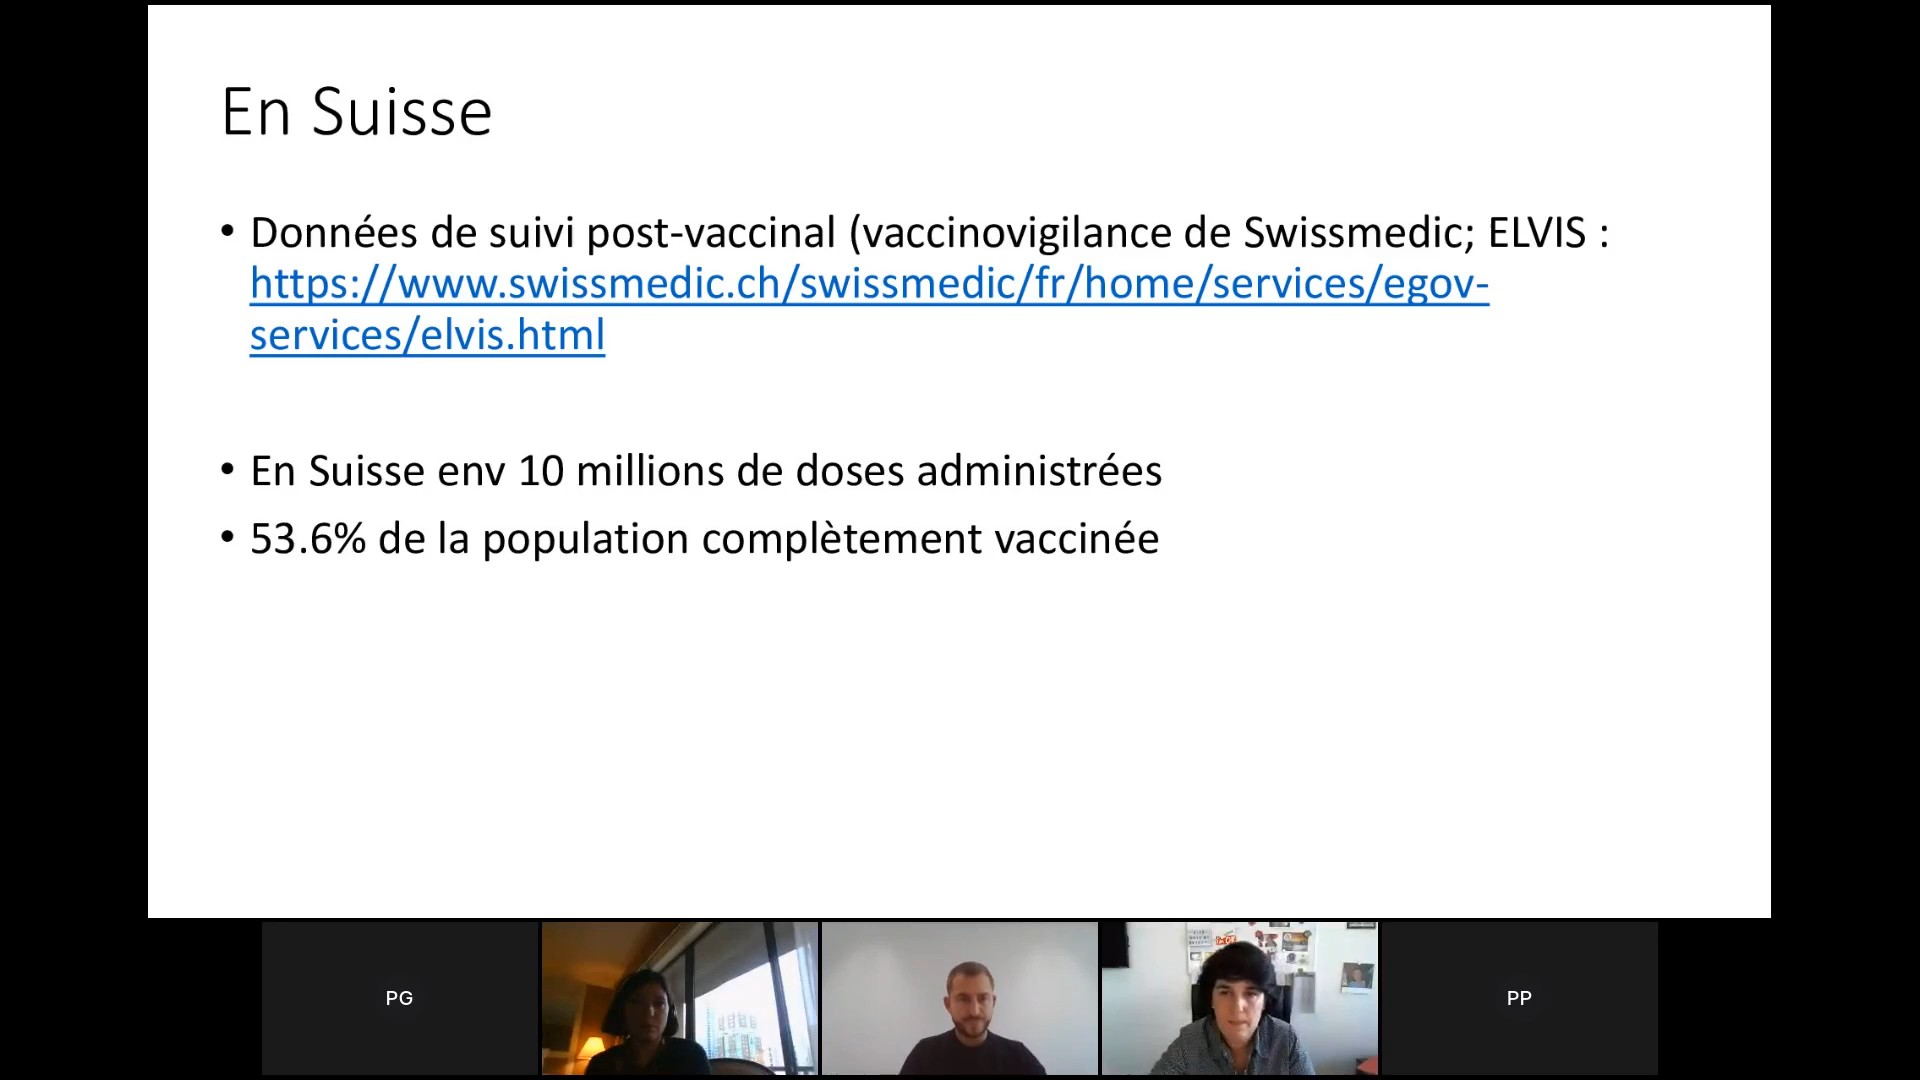 En Suisse
• Données de suivi post-vaccinal (vaccinovigilance de Swissmedic; ELVIS :
https://www.swissmedic.ch/swissmedic/fr/home/services/egov-
services/elvis.html
• En Suisse env 10 millions de doses administrées
• 53.6% de la population complètement vaccinée
PG
PP